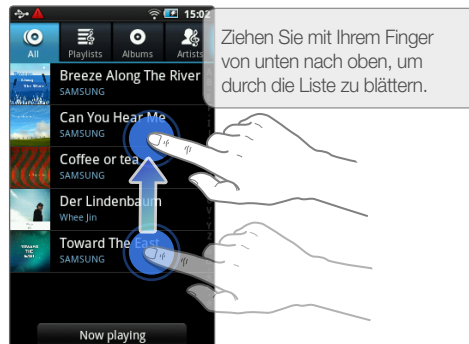 15:02
All Playlists Albums Artists
Ziehen Sie mit Ihrem Finger
von unten nach oben, um
durch die Liste zu blättern.
Breeze Along The River
SAMSUNG
Can You Hear Me
SAMSUNG
Coffee or tea
SAMSUNG
Der Lindenbaum
Whee Jin
Toward The East
SAMSUNG
Now playing